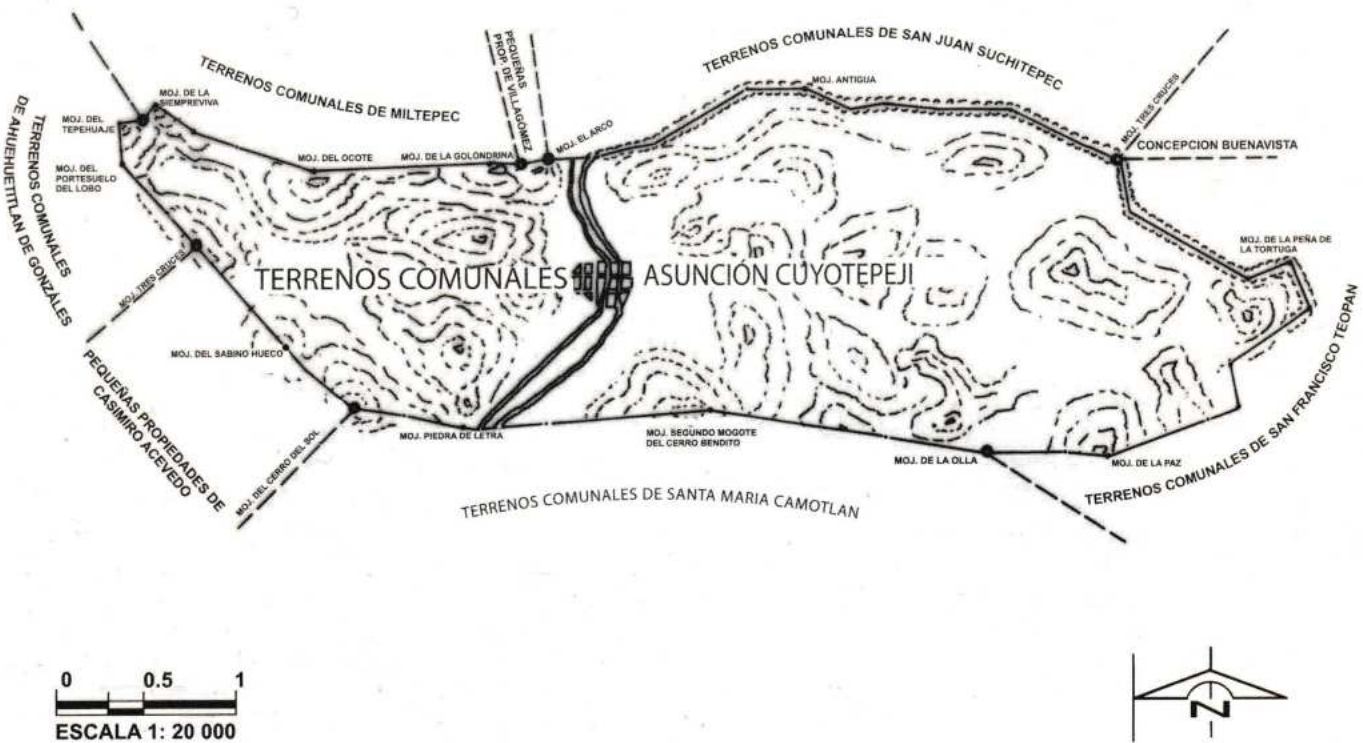 TERRENOS COMUNALES DE SAN JUAN SUCHITEPEC
PEQUEÑAS
PROP. DE VILLAGÓMEZ
TERRENOS COMUNALES DE MILTEPEC
MOJ. ANTIGUA
MOJ. TRES CRUCES
MOJ. DE LA
SIEMPREVIVA
MOJ. DEL
TEPEHUAJE
MOJ. EL ARCO
CONCEPCION BUENAVISTA
MOJ. DEL OCOTE
MOJ. DE LA GOLONDRINA
MOJ. DEL
PORTESUELO
DEL LOBO
TERRENOS COMUNALES
DE AHUEHUETITLAN DE GONZÁLES
MOJ. DE LA PEÑA DE
LA TORTUGA
MOJ. TRES CRUCES
TERRENOS COMUNALES
ASUNCIÓN CUYOTEPEJI
MOJ. DEL SABINO HUECO
PEQUEÑAS PROPIEDADES DE
CASIMIRO ACEVEDO
MOJ. DEL CERRO DEL SOL
MOJ. PIEDRA DE LETRA
MOJ. SEGUNDO MOGOTE
DEL CERRO BENDITO
MOJ. DE LA OLLA
MOJ. DE LA PAZ
TERRENOS COMUNALES DE SAN FRANCISCO TEOPAN
TERRENOS COMUNALES DE SANTA MARIA CAMOTLAN
0 0.5 1
ESCALA 1: 20 000
N